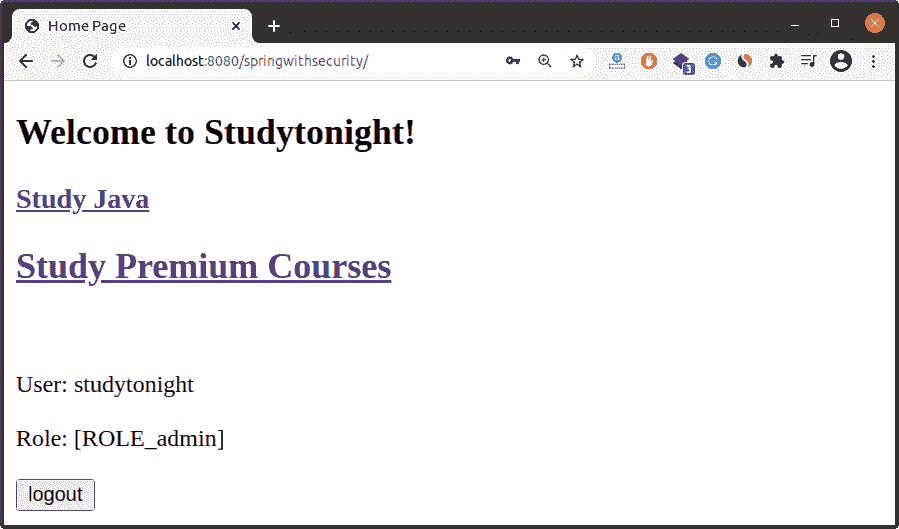 Home Page
localhost:8080/springwithsecurity/
3
Welcome to Studytonight!
Study Java
Study Premium Courses
User: studytonight
Role: [ROLE_admin]
logout